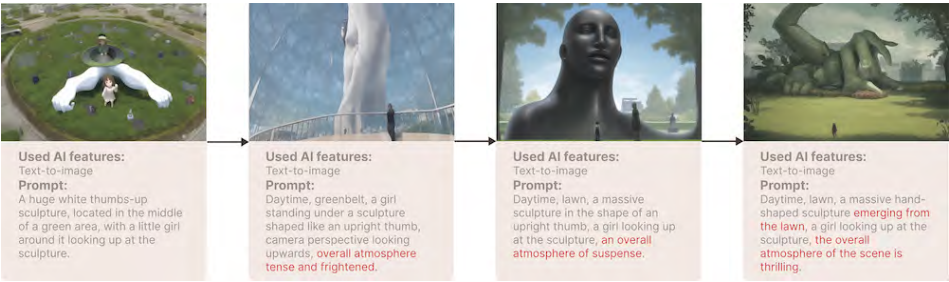 Used AI features:
Text-to-image
Prompt:
A huge white thumbs-up
sculpture, located in the middle
of a green area, with a little girl
around it looking up at the
sculpture.
Used AI features:
Text-to-image
Prompt:
Daytime, greenbelt, a girl
standing under a sculpture
shaped like an upright thumb,
camera perspective looking
upwards, overall atmosphere
tense and frightened.
Used AI features:
Text-to-image
Prompt:
Daytime, lawn, a massive
sculpture in the shape of an
upright thumb, a girl looking up
at the sculpture, an overall
atmosphere of suspense.
Used AI features:
Text-to-image
Prompt:
Daytime, lawn, a massive hand-
shaped sculpture emerging from
the lawn, a girl looking up at the
sculpture, the overall
atmosphere of the scene is
thrilling.